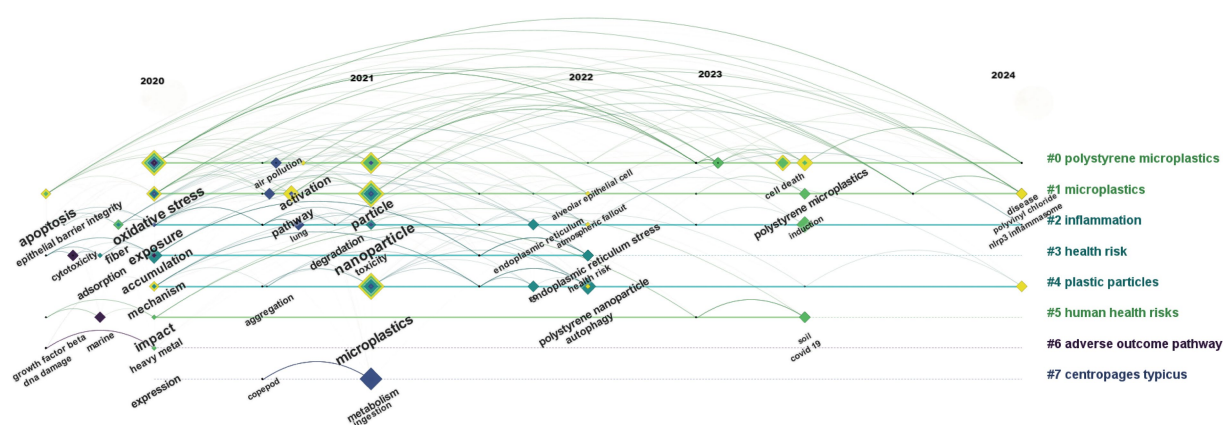 2020
2021
2022
2023
2024
#0 polystyrene microplastics
#1 microplastics
#2 inflammation
#3 health risk
#4 plastic particles
#5 human health risks
#6 adverse outcome pathway
#7 centropages typicus
air pollution
apoptosis
epithelial barrier integrity
oxidative stress
activation
pathway
lung
particle
alveolar epithelial cell
cell death
polystyrene microplastics
induction
disease
polyvinyl chloride
nlrp3 inflammasome
cytotoxicity
fiber
exposure
adsorption
accumulation
mechanism
degradation
nanoparticle
toxicity
endoplasmic reticulum
atmospheric fallout
endoplasmic reticulum stress
health risk
aggregation
polystyrene nanoparticle
autophagy
growth factor beta
dna damage
marine
impact
heavy metal
expression
microplastics
copepod
metabolism
ingestion
soil
covid 19